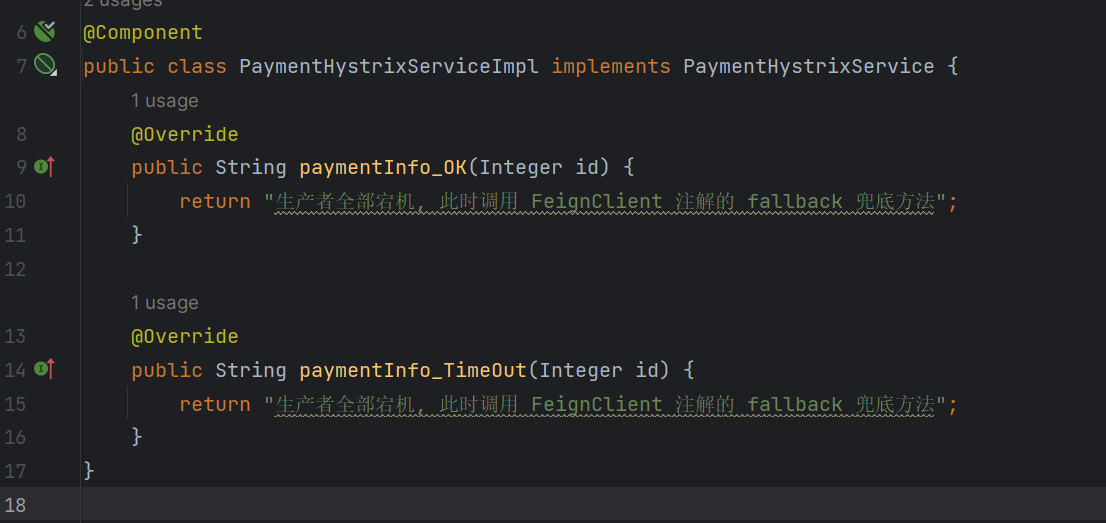 2 usages
6 @Component
7 public class PaymentHystrixServiceImpl implements PaymentHystrixService {
1 usage
8 @Override
9 public String paymentInfo_OK(Integer id) {
10 return "生产者全部宕机, 此时调用 FeignClient 注解的 fallback 兜底方法";
11 }
12
1 usage
13 @Override
14 public String paymentInfo_TimeOut(Integer id) {
15 return "生产者全部宕机, 此时调用 FeignClient 注解的 fallback 兜底方法";
16 }
17 }
18